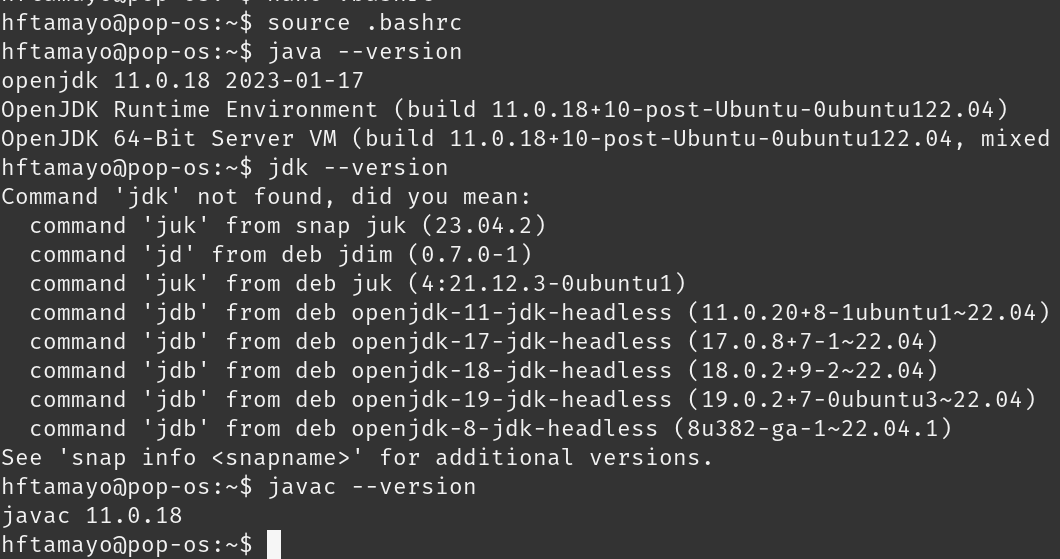 hftamayo@pop-os:~$ source .bashrc
hftamayo@pop-os:~$ java --version
openjdk 11.0.18 2023-01-17
OpenJDK Runtime Environment (build 11.0.18+10-post-Ubuntu-0ubuntu122.04)
OpenJDK 64-Bit Server VM (build 11.0.18+10-post-Ubuntu-0ubuntu122.04, mixed
hftamayo@pop-os:~$ jdk --version
Command 'jdk' not found, did you mean:
  command 'juk' from snap juk (23.04.2)
  command 'jd' from deb jdim (0.7.0-1)
  command 'juk' from deb juk (4:21.12.3-0ubuntu1)
  command 'jdb' from deb openjdk-11-jdk-headless (11.0.20+8-1ubuntu1~22.04)
  command 'jdb' from deb openjdk-17-jdk-headless (17.0.8+7-1~22.04)
  command 'jdb' from deb openjdk-18-jdk-headless (18.0.2+9-2~22.04)
  command 'jdb' from deb openjdk-19-jdk-headless (19.0.2+7-0ubuntu3~22.04)
  command 'jdb' from deb openjdk-8-jdk-headless (8u382-ga-1~22.04.1)
See 'snap info <snapname>' for additional versions.
hftamayo@pop-os:~$ javac --version
javac 11.0.18
hftamayo@pop-os:~$